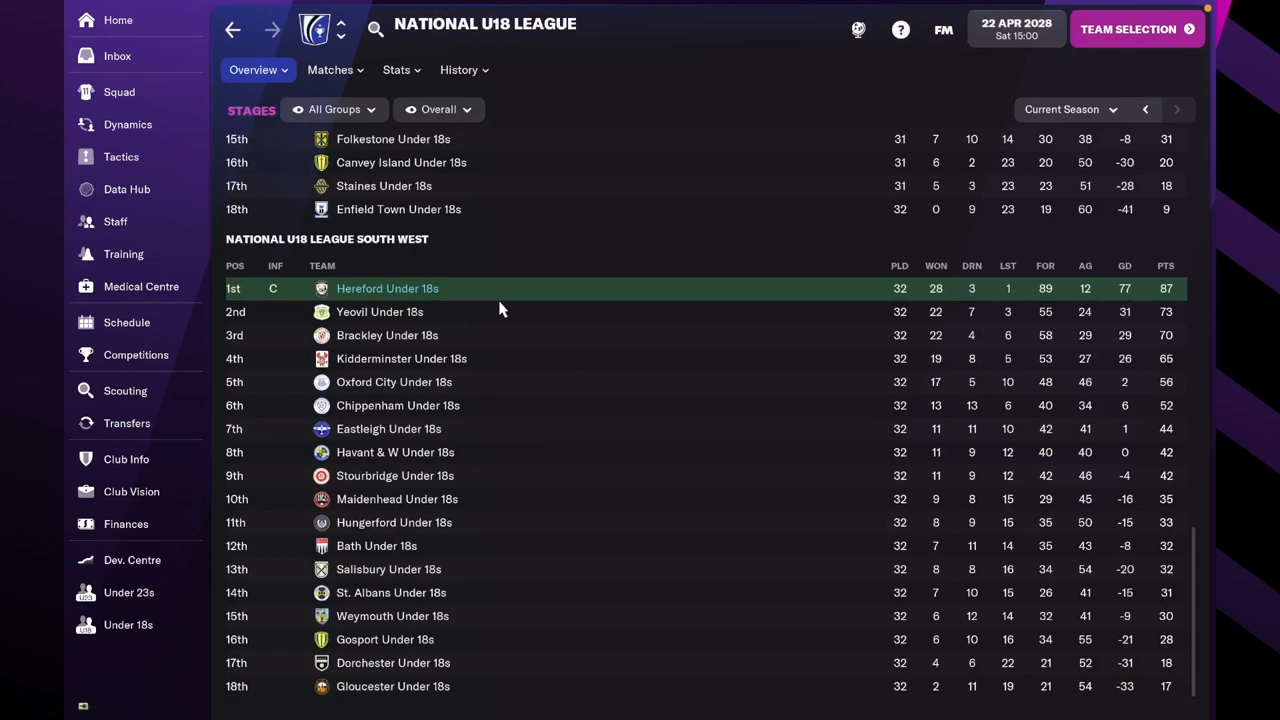 Home
Inbox
Squad
Dynamics
Tactics
Data Hub
Staff
Training
Medical Centre
Schedule
Competitions
Scouting
Transfers
Club Info
Club Vision
Finances
Dev. Centre
Under 23s
Under 18s
NATIONAL U18 LEAGUE
FM
22 APR 2028
Sat 15:00
TEAM SELECTION
Overview Matches Stats History
STAGES All Groups Overall Current Season
15th Folkestone Under 18s 31 7 10 14 30 38 -8 31
16th Canvey Island Under 18s 31 6 2 23 20 50 -30 20
17th Staines Under 18s 31 5 3 23 23 51 -28 18
18th Enfield Town Under 18s 32 0 9 23 19 60 -41 9
NATIONAL U18 LEAGUE SOUTH WEST
POS INF TEAM PLD WON DRN LST FOR AG GD PTS
1st C Hereford Under 18s 32 28 3 1 89 12 77 87
2nd Yeovil Under 18s 32 22 7 3 55 24 31 73
3rd Brackley Under 18s 32 22 4 6 58 29 29 70
4th Kidderminster Under 18s 32 19 8 5 53 27 26 65
5th Oxford City Under 18s 32 17 5 10 48 46 2 56
6th Chippenham Under 18s 32 13 13 6 40 34 6 52
7th Eastleigh Under 18s 32 11 11 10 42 41 1 44
8th Havant & W Under 18s 32 11 9 12 40 40 0 42
9th Stourbridge Under 18s 32 11 9 12 42 46 -4 42
10th Maidenhead Under 18s 32 9 8 15 29 45 -16 35
11th Hungerford Under 18s 32 8 9 15 35 50 -15 33
12th Bath Under 18s 32 7 11 14 35 43 -8 32
13th Salisbury Under 18s 32 8 8 16 34 54 -20 32
14th St. Albans Under 18s 32 7 10 15 26 41 -15 31
15th Weymouth Under 18s 32 6 12 14 32 41 -9 30
16th Gosport Under 18s 32 6 10 16 34 55 -21 28
17th Dorchester Under 18s 32 4 6 22 21 52 -31 18
18th Gloucester Under 18s 32 2 11 19 21 54 -33 17